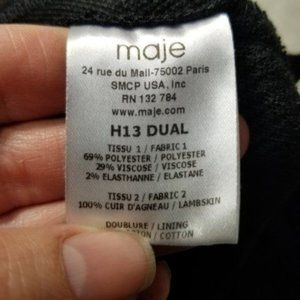 maje
24 rue du Mail-75002 Paris
SMCP USA, Inc
RN 132 784
www.maje.com
H13 DUAL
TISSU 1 / FABRIC 1
69% POLYESTER / POLYESTER
29% VISCOSE / VISCOSE
2% ELASTHANNE / ELASTANE
TISSU 2 / FABRIC 2
100% CUIR D'AGNEAU / LAMBSKIN
DOUBLURE / LINING
COTTON